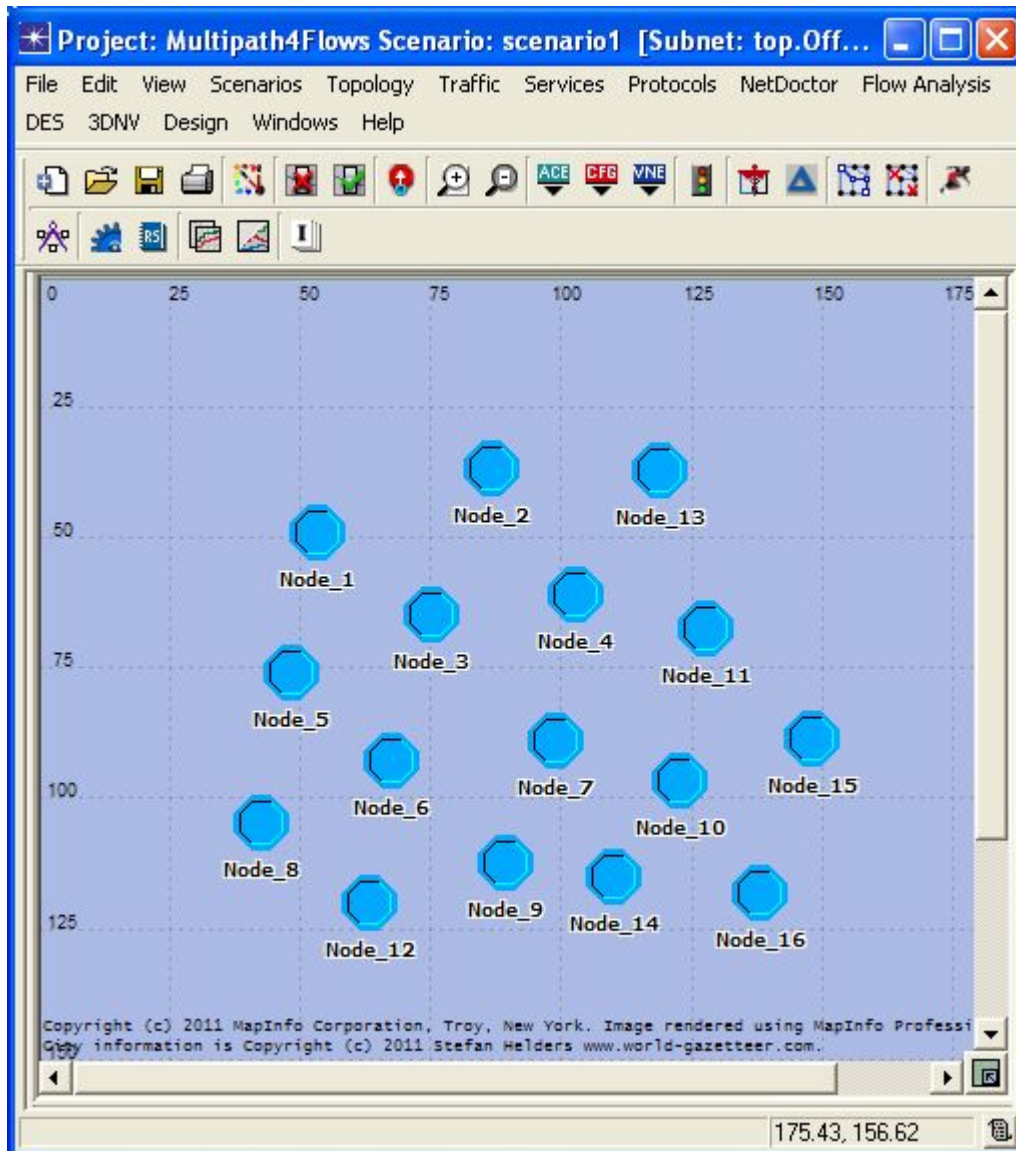 Project: Multipath4Flows Scenario: scenario1 [Subnet: top.Off...
File Edit View Scenarios Topology Traffic Services Protocols NetDoctor Flow Analysis
DES 3DNV Design Windows Help
ACE CFG VNE
RS I
0 25 50 75 100 125 150 175
25
Node_2 Node_13
50
Node_1
Node_4
Node_3
75
Node_11
Node_5
Node_7 Node_15
100
Node_6
Node_10
Node_8
Node_9
125
Node_14
Node_16
Node_12
Copyright (c) 2011 MapInfo Corporation, Troy, New York. Image rendered using MapInfo Professi
information is Copyright (c) 2011 Stefan Helders www.world-gazetteer.com.
150
175.43, 156.62